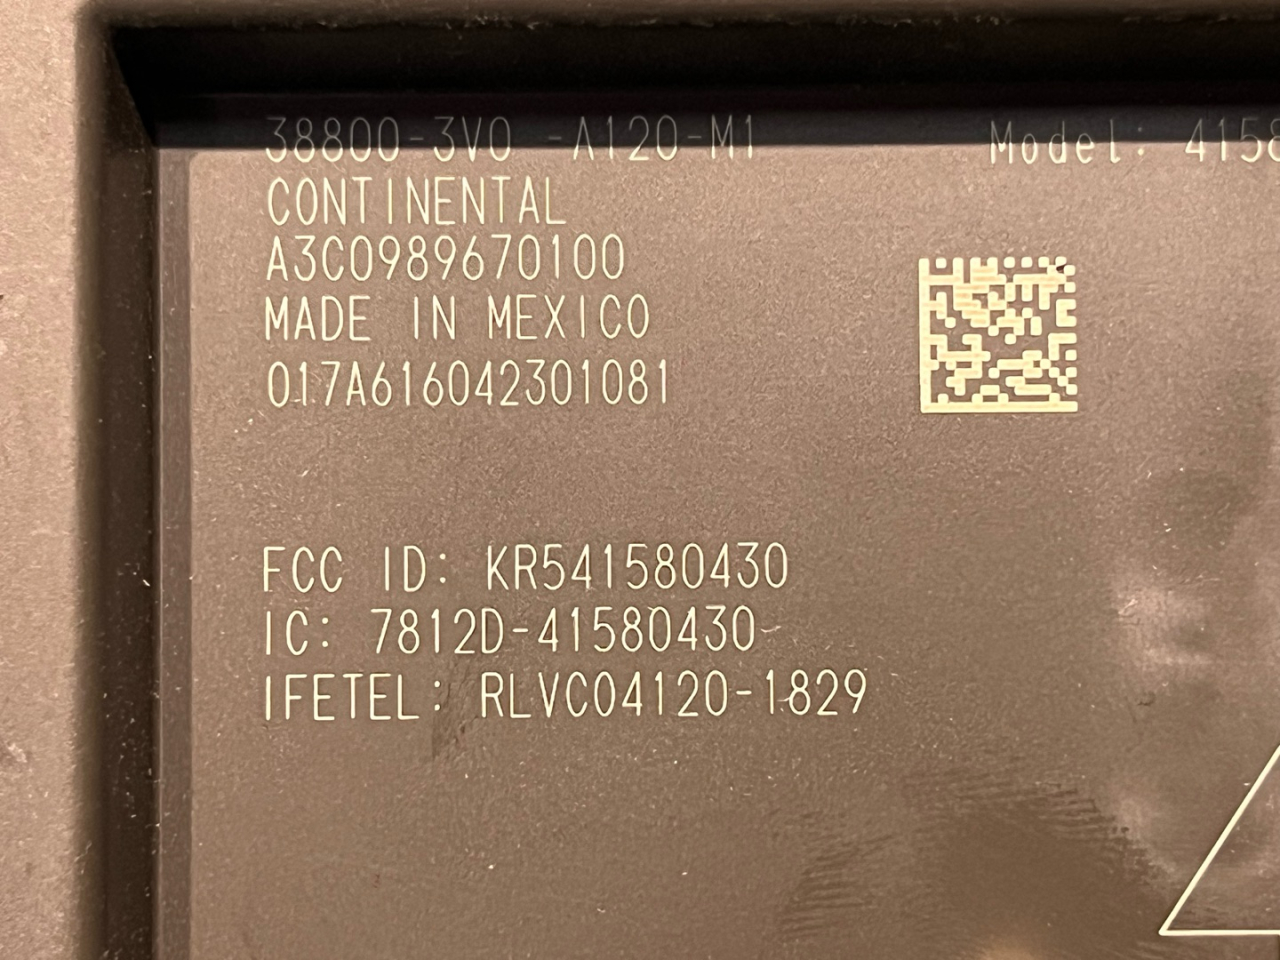 38800-3V0 -A120-M1 Model: 4158
CONTINENTAL
A3C0989670100
MADE IN MEXICO
017A616042301081
FCC ID: KR541580430
IC: 7812D-41580430
IFETEL: RLVC04120-1829